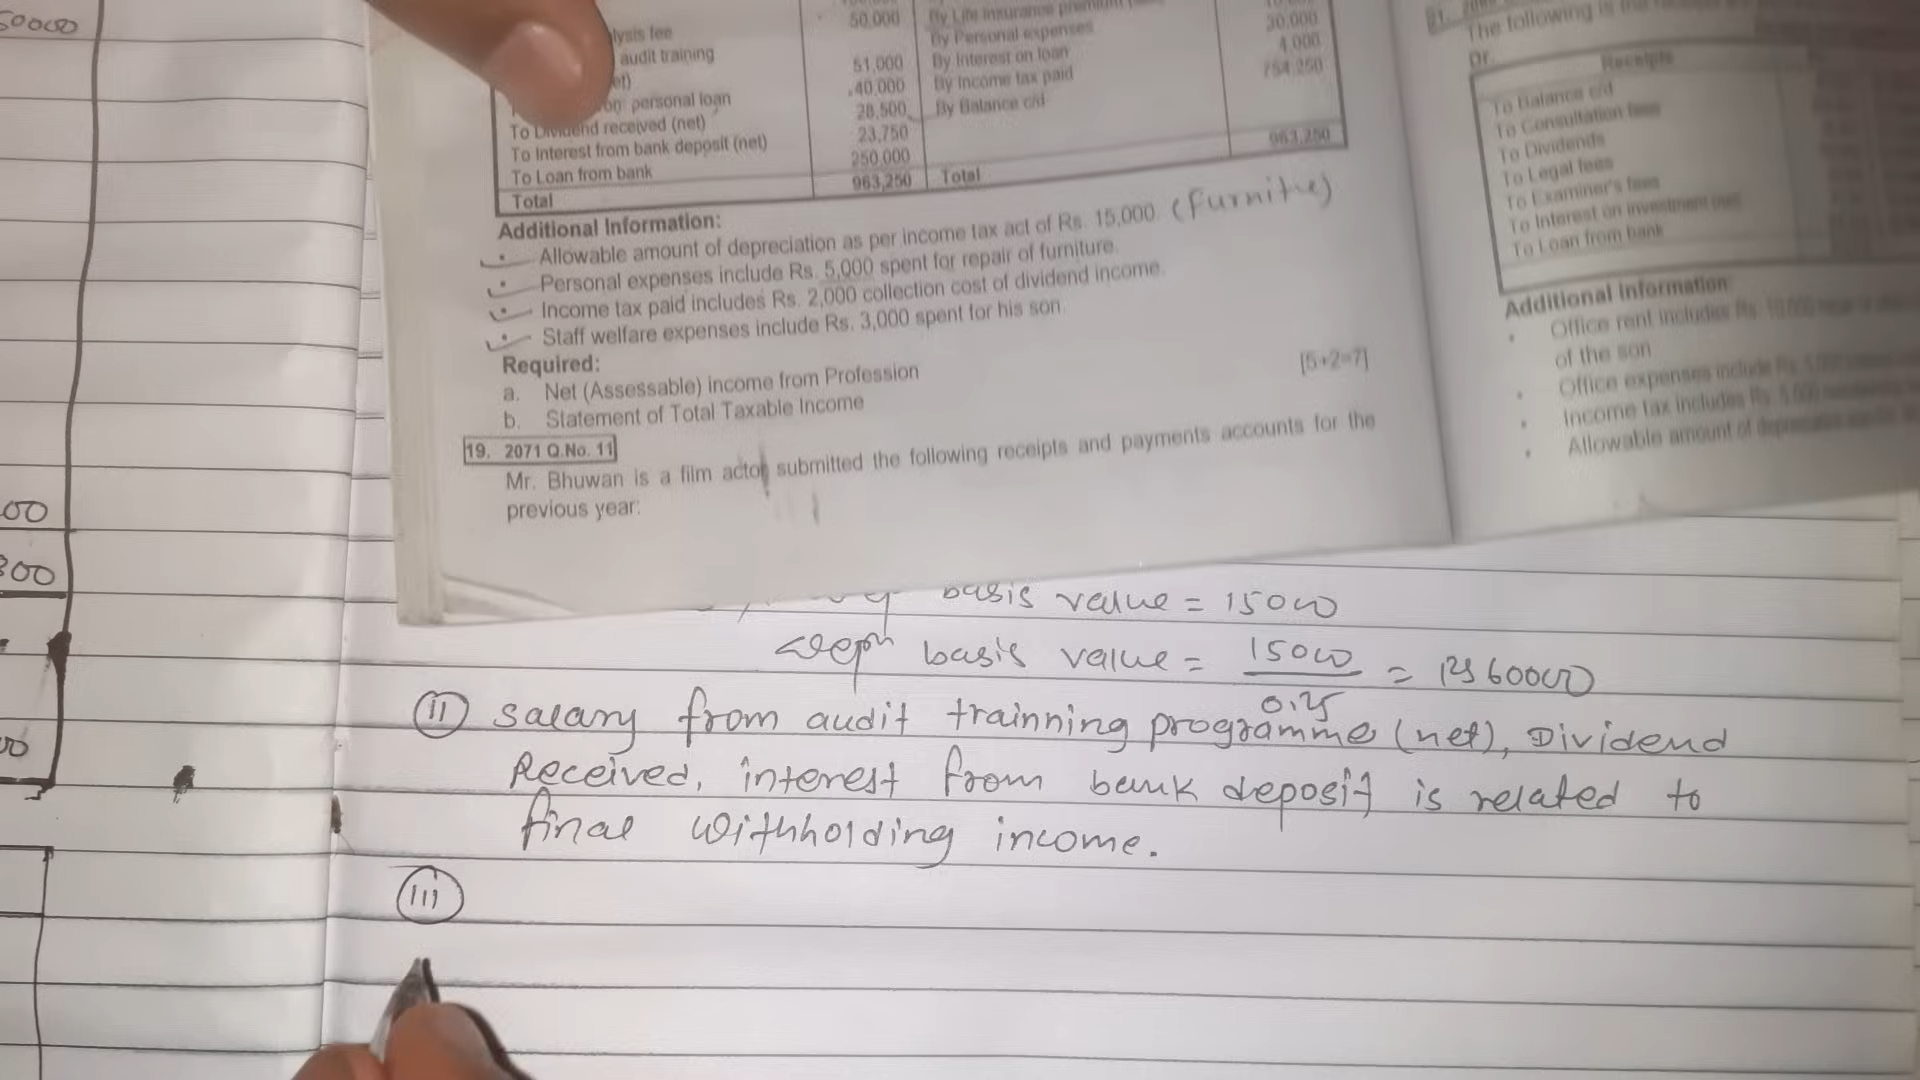 50000
50,000 By Life insurance premium
lysis fee By Personal expenses 30,000
audit training 51,000 By Interest on loan 4,000
et) 40,000 By Income tax paid 754,250
personal loan 28,500 By Balance c/d
To Dividend received (net) 23,750
To Interest from bank deposit (net) 250,000
To Loan from bank 963,250 Total 963,250
Total
Additional Information:
• Allowable amount of depreciation as per income tax act of Rs. 15,000. (Furnitue)
• Personal expenses include Rs. 5,000 spent for repair of furniture.
• Income tax paid includes Rs. 2,000 collection cost of dividend income.
• Staff welfare expenses include Rs. 3,000 spent for his son.
Required:
a. Net (Assessable) income from Profession [5+2=7]
b. Statement of Total Taxable Income
19. 2071 Q.No. 11
Mr. Bhuwan is a film actor submitted the following receipts and payments accounts for the
previous year:
The following is the
Dr.
Receipts
To Balance c/d
To Consultation fees
To Dividends
To Legal fees
To Examiner's fees
To Interest on investment
To Loan from bank
Additional Information
• Office rent includes Rs.
of the son
• Office expenses include Rs.
• Income tax includes Rs.
• Allowable amount of
00
300
basis value = 15000
basis value = 15000 / 0.25 = Rs 60000
(ii) salary from audit trainning programme (net), Dividend
Received, interest from bank deposit is related to
final withholding income.
(iii)